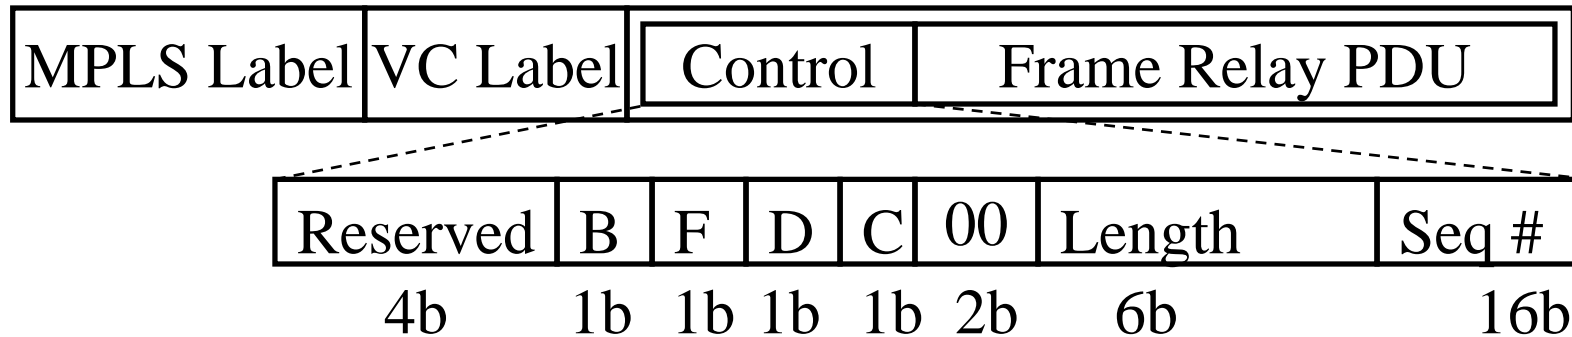 MPLS Label VC Label Control Frame Relay PDU
Reserved B F D C 00 Length Seq #
4b 1b 1b 1b 1b 2b 6b 16b